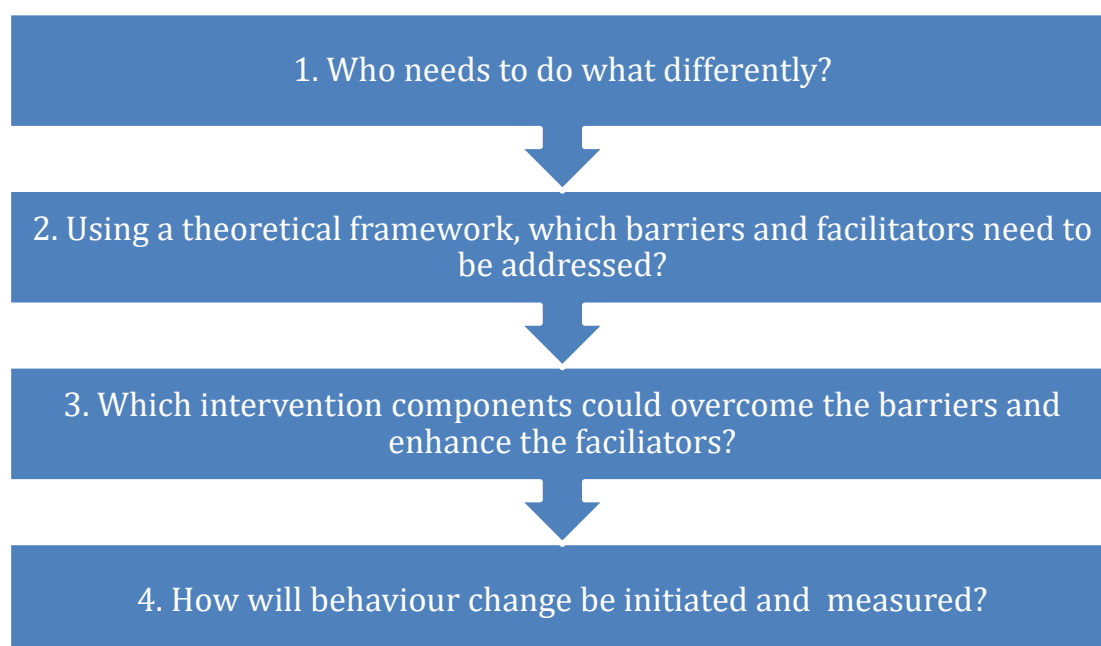 1. Who needs to do what differently?
2. Using a theoretical framework, which barriers and facilitators need to
be addressed?
3. Which intervention components could overcome the barriers and
enhance the faciliators?
4. How will behaviour change be initiated and  measured?